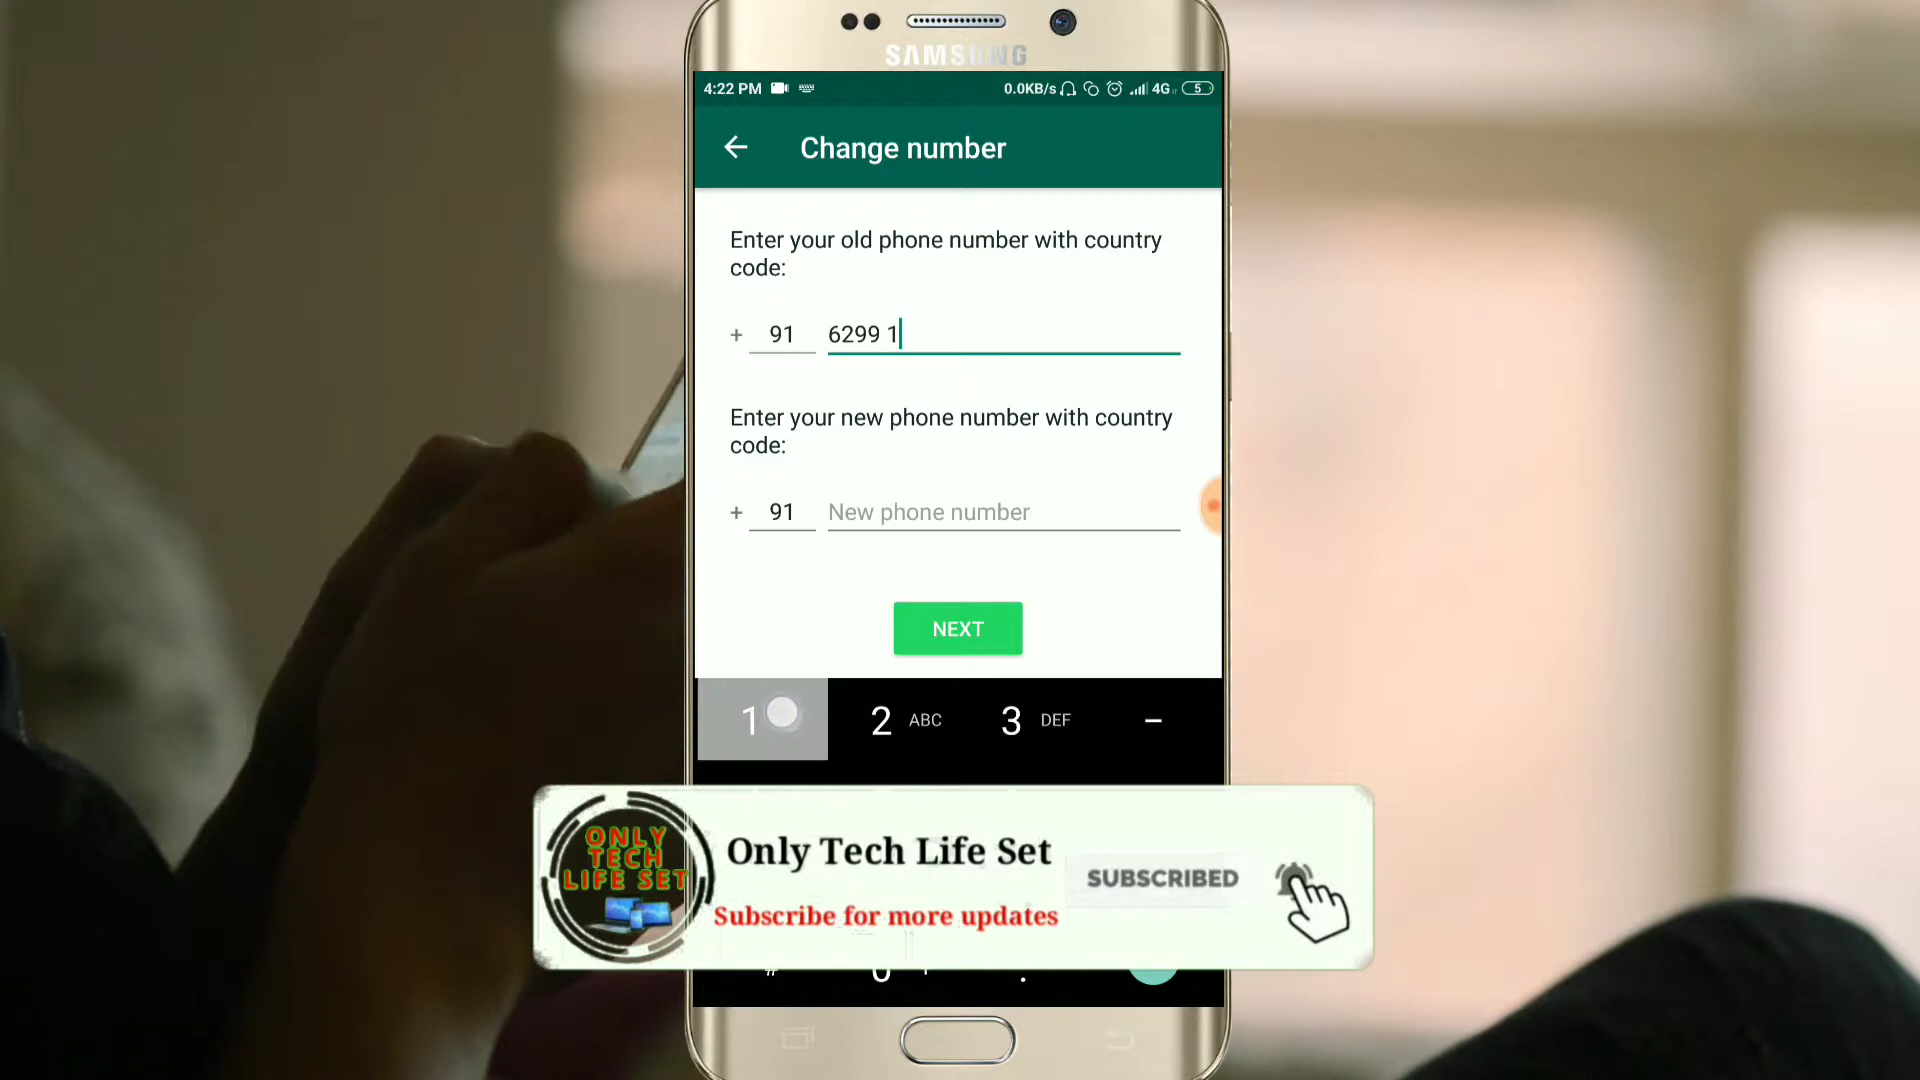 SAMSUNG
4:22 PM 0.0KB/s 4G 5
Change number
Enter your old phone number with country
code:
+ 91 6299 1
Enter your new phone number with country
code:
+ 91 New phone number
NEXT
1 2 ABC 3 DEF -
ONLY
TECH
LIFE SET
Only Tech Life Set
SUBSCRIBED
Subscribe for more updates